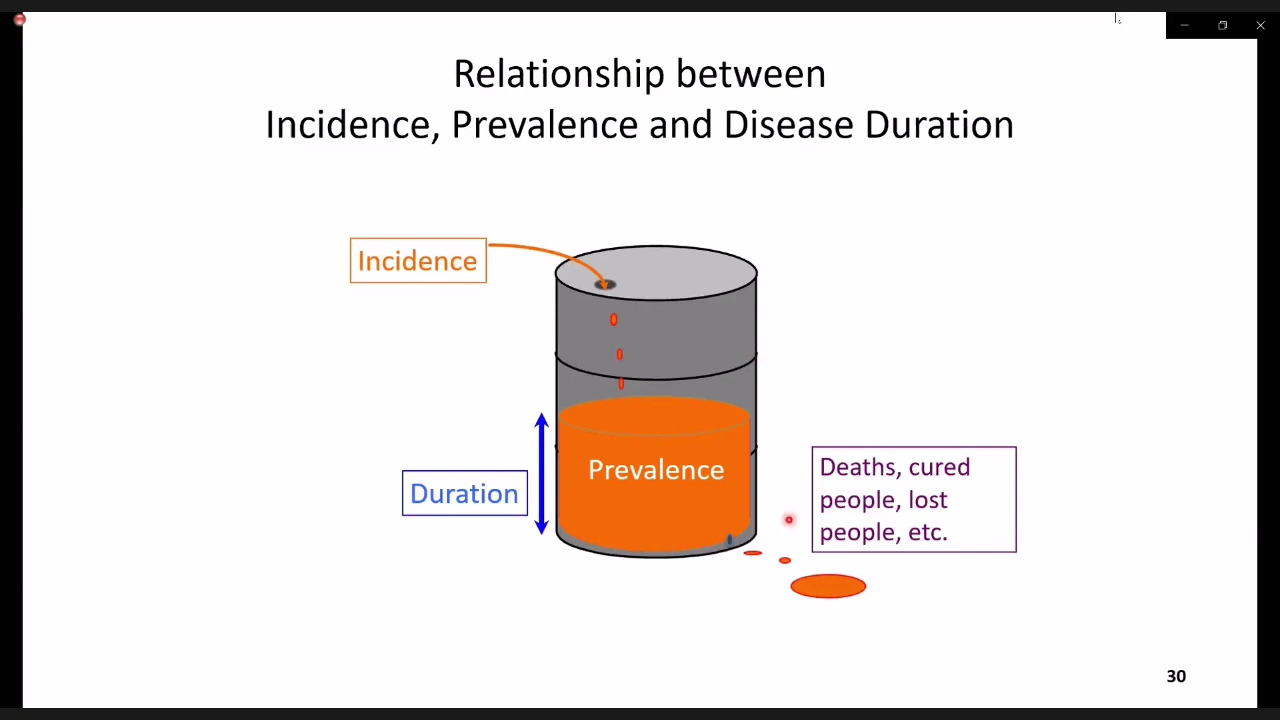 Relationship between
Incidence, Prevalence and Disease Duration
Incidence
Prevalence
Duration
Deaths, cured
people, lost
people, etc.
30